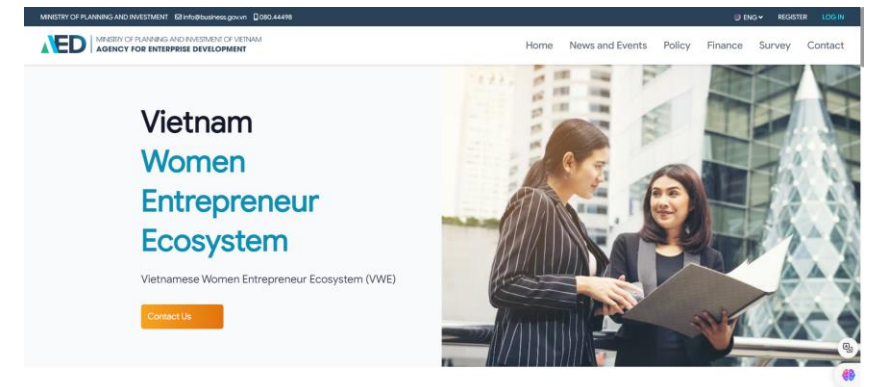 MINISTRY OF PLANNING AND INVESTMENT info@business.gov.vn 080.44498 ENG REGISTER LOG IN
AED MINISTRY OF PLANNING AND INVESTMENT OF VIETNAM
AGENCY FOR ENTERPRISE DEVELOPMENT
Home News and Events Policy Finance Survey Contact
Vietnam
Women
Entrepreneur
Ecosystem
Vietnamese Women Entrepreneur Ecosystem (VWE)
Contact Us